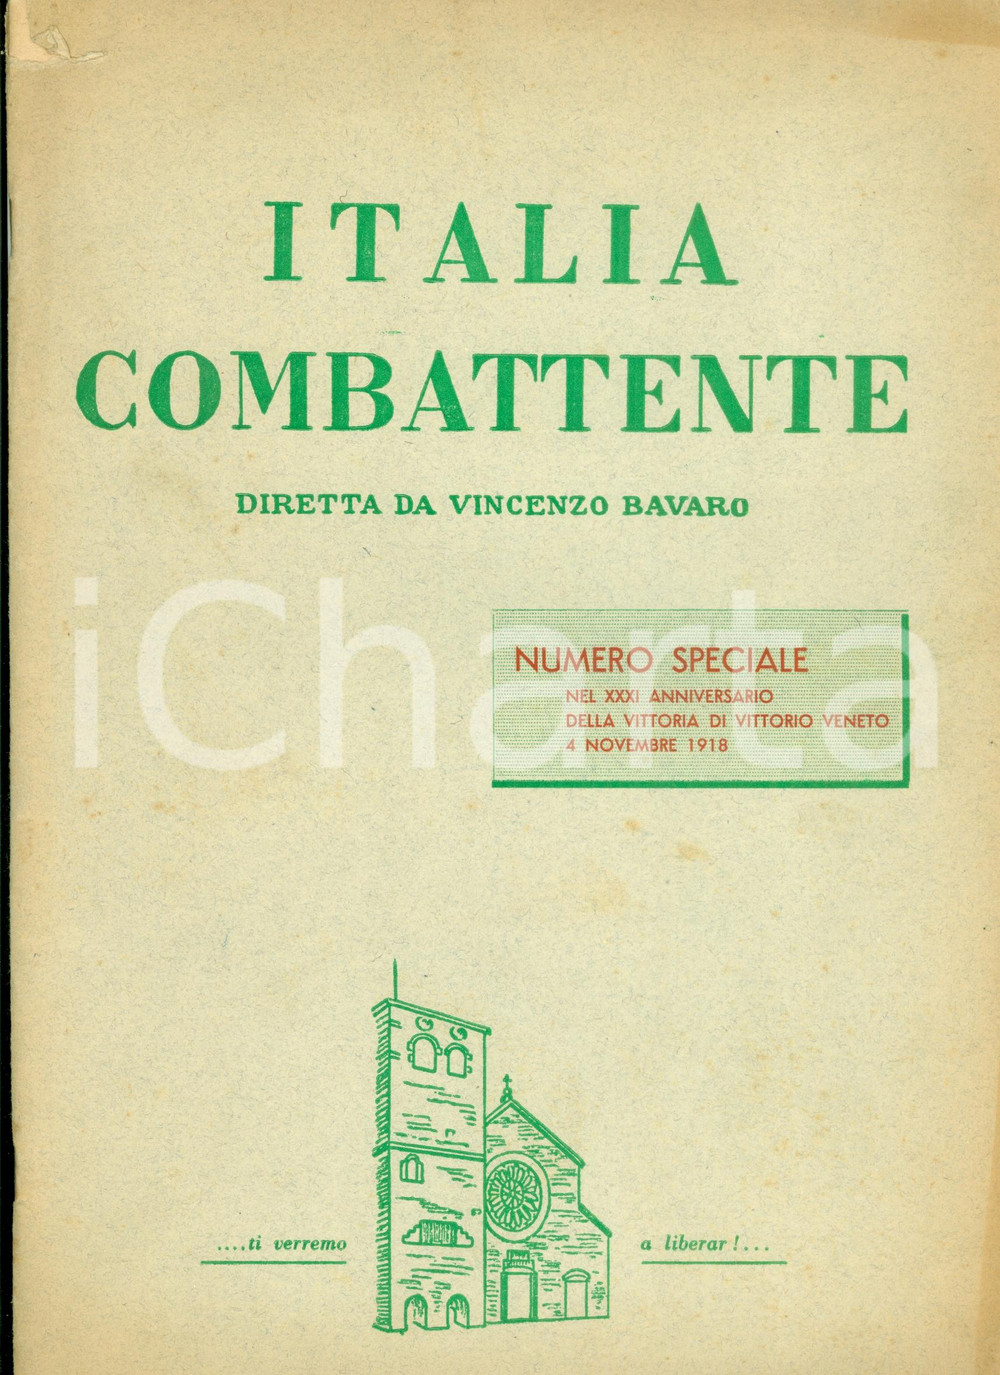 ITALIA
COMBATTENTE
DIRETTA DA VINCENZO BAVARO
iCharta
NUMERO SPECIALE
NEL XXXI ANNIVERSARIO
DELLA VITTORIA DI VITTORIO VENETO
4 NOVEMBRE 1918
....ti verremo a liberar!...